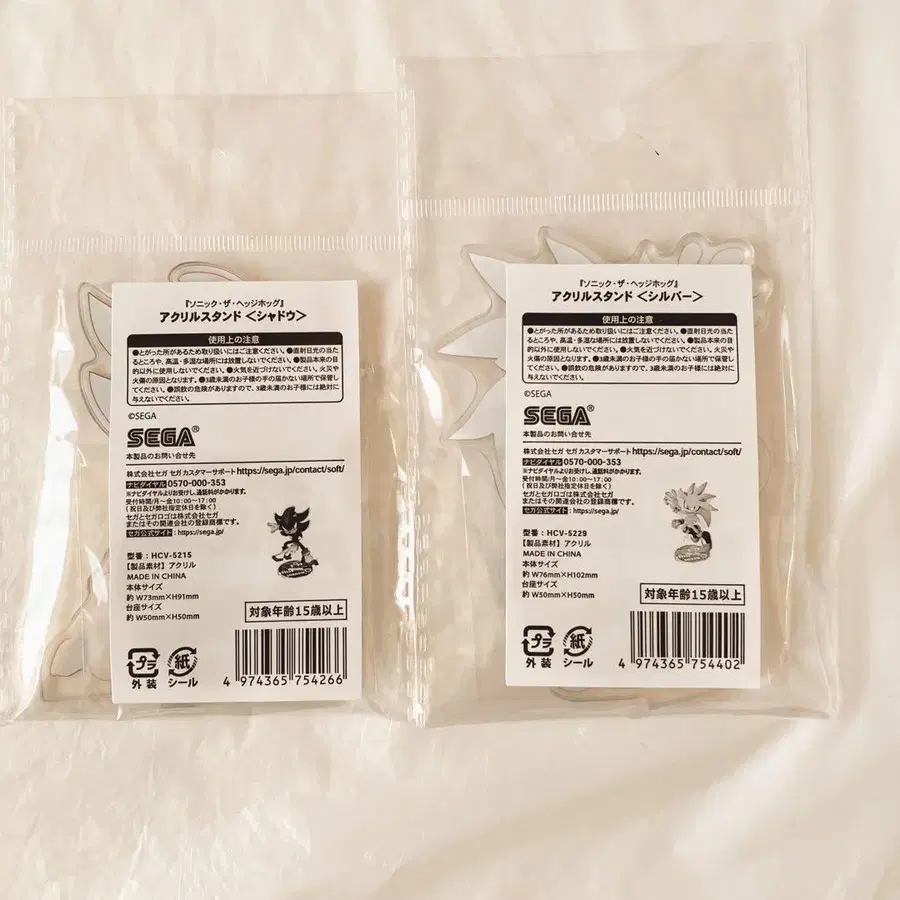 『ソニック・ザ・ヘッジホッグ』
アクリルスタンド＜シャドウ＞
使用上の注意
●とがった所があるため取り扱いにはご注意ください。●直射日光の当た
るところや、高温・多湿な場所には放置しないでください。●製品本来の目
的以外に使用しないでください。●火気を近づけないでください。火災や
火傷の原因となります。●3歳未満のお子様の手の届かない場所で保管し
てください。●誤飲の危険がありますので、3歳未満のお子様には絶対に
与えないでください。
©SEGA
SEGA®
本製品のお問い合せ先
株式会社セガ セガ カスタマーサポート https://sega.jp/contact/soft/
ナビダイヤル 0570-000-353
※ナビダイヤルよりお受けし、通話料がかかります。
受付時間/月〜金10:00〜17:00
(祝日及び弊社指定休日を除く)
セガとセガロゴは株式会社セガ
またはその関連会社の登録商標です。
セガ公式サイト：https://sega.jp/
型番：HCV-5215
【製品素材】アクリル
MADE IN CHINA
本体サイズ
約 W73mm×H91mm
台座サイズ
約 W50mm×H50mm
対象年齢15歳以上
プラ
外装
紙
シール
4 974365 754266
『ソニック・ザ・ヘッジホッグ』
アクリルスタンド＜シルバー＞
使用上の注意
●とがった所があるため取り扱いにはご注意ください。●直射日光の当た
るところや、高温・多湿な場所には放置しないでください。●製品本来の目
的以外に使用しないでください。●火気を近づけないでください。火災や
火傷の原因となります。●3歳未満のお子様の手の届かない場所で保管し
てください。●誤飲の危険がありますので、3歳未満のお子様には絶対に
与えないでください。
©SEGA
SEGA®
本製品のお問い合せ先
株式会社セガ セガ カスタマーサポート https://sega.jp/contact/soft/
ナビダイヤル 0570-000-353
※ナビダイヤルよりお受けし、通話料がかかります。
受付時間/月〜金10:00〜17:00
(祝日及び弊社指定休日を除く)
セガとセガロゴは株式会社セガ
またはその関連会社の登録商標です。
セガ公式サイト：https://sega.jp/
型番：HCV-5229
【製品素材】アクリル
MADE IN CHINA
本体サイズ
約 W76mm×H102mm
台座サイズ
約 W50mm×H50mm
対象年齢15歳以上
プラ
外装
紙
シール
4 974365 754402